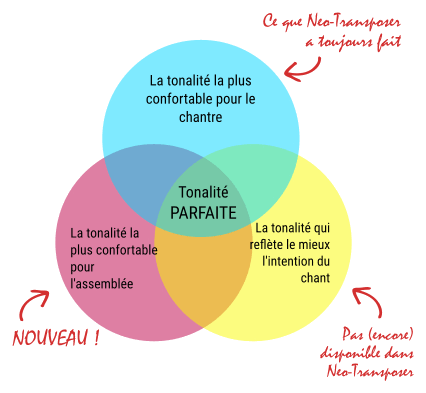 Ce que Neo-Transposer
a toujours fait
La tonalité la plus
confortable pour le
chantre
Tonalité
PARFAITE
La tonalité la
plus confortable
pour
l'assemblée
La tonalité qui
reflète le mieux
l'intention du
chant
NOUVEAU !
Pas (encore)
disponible dans
Neo-Transposer